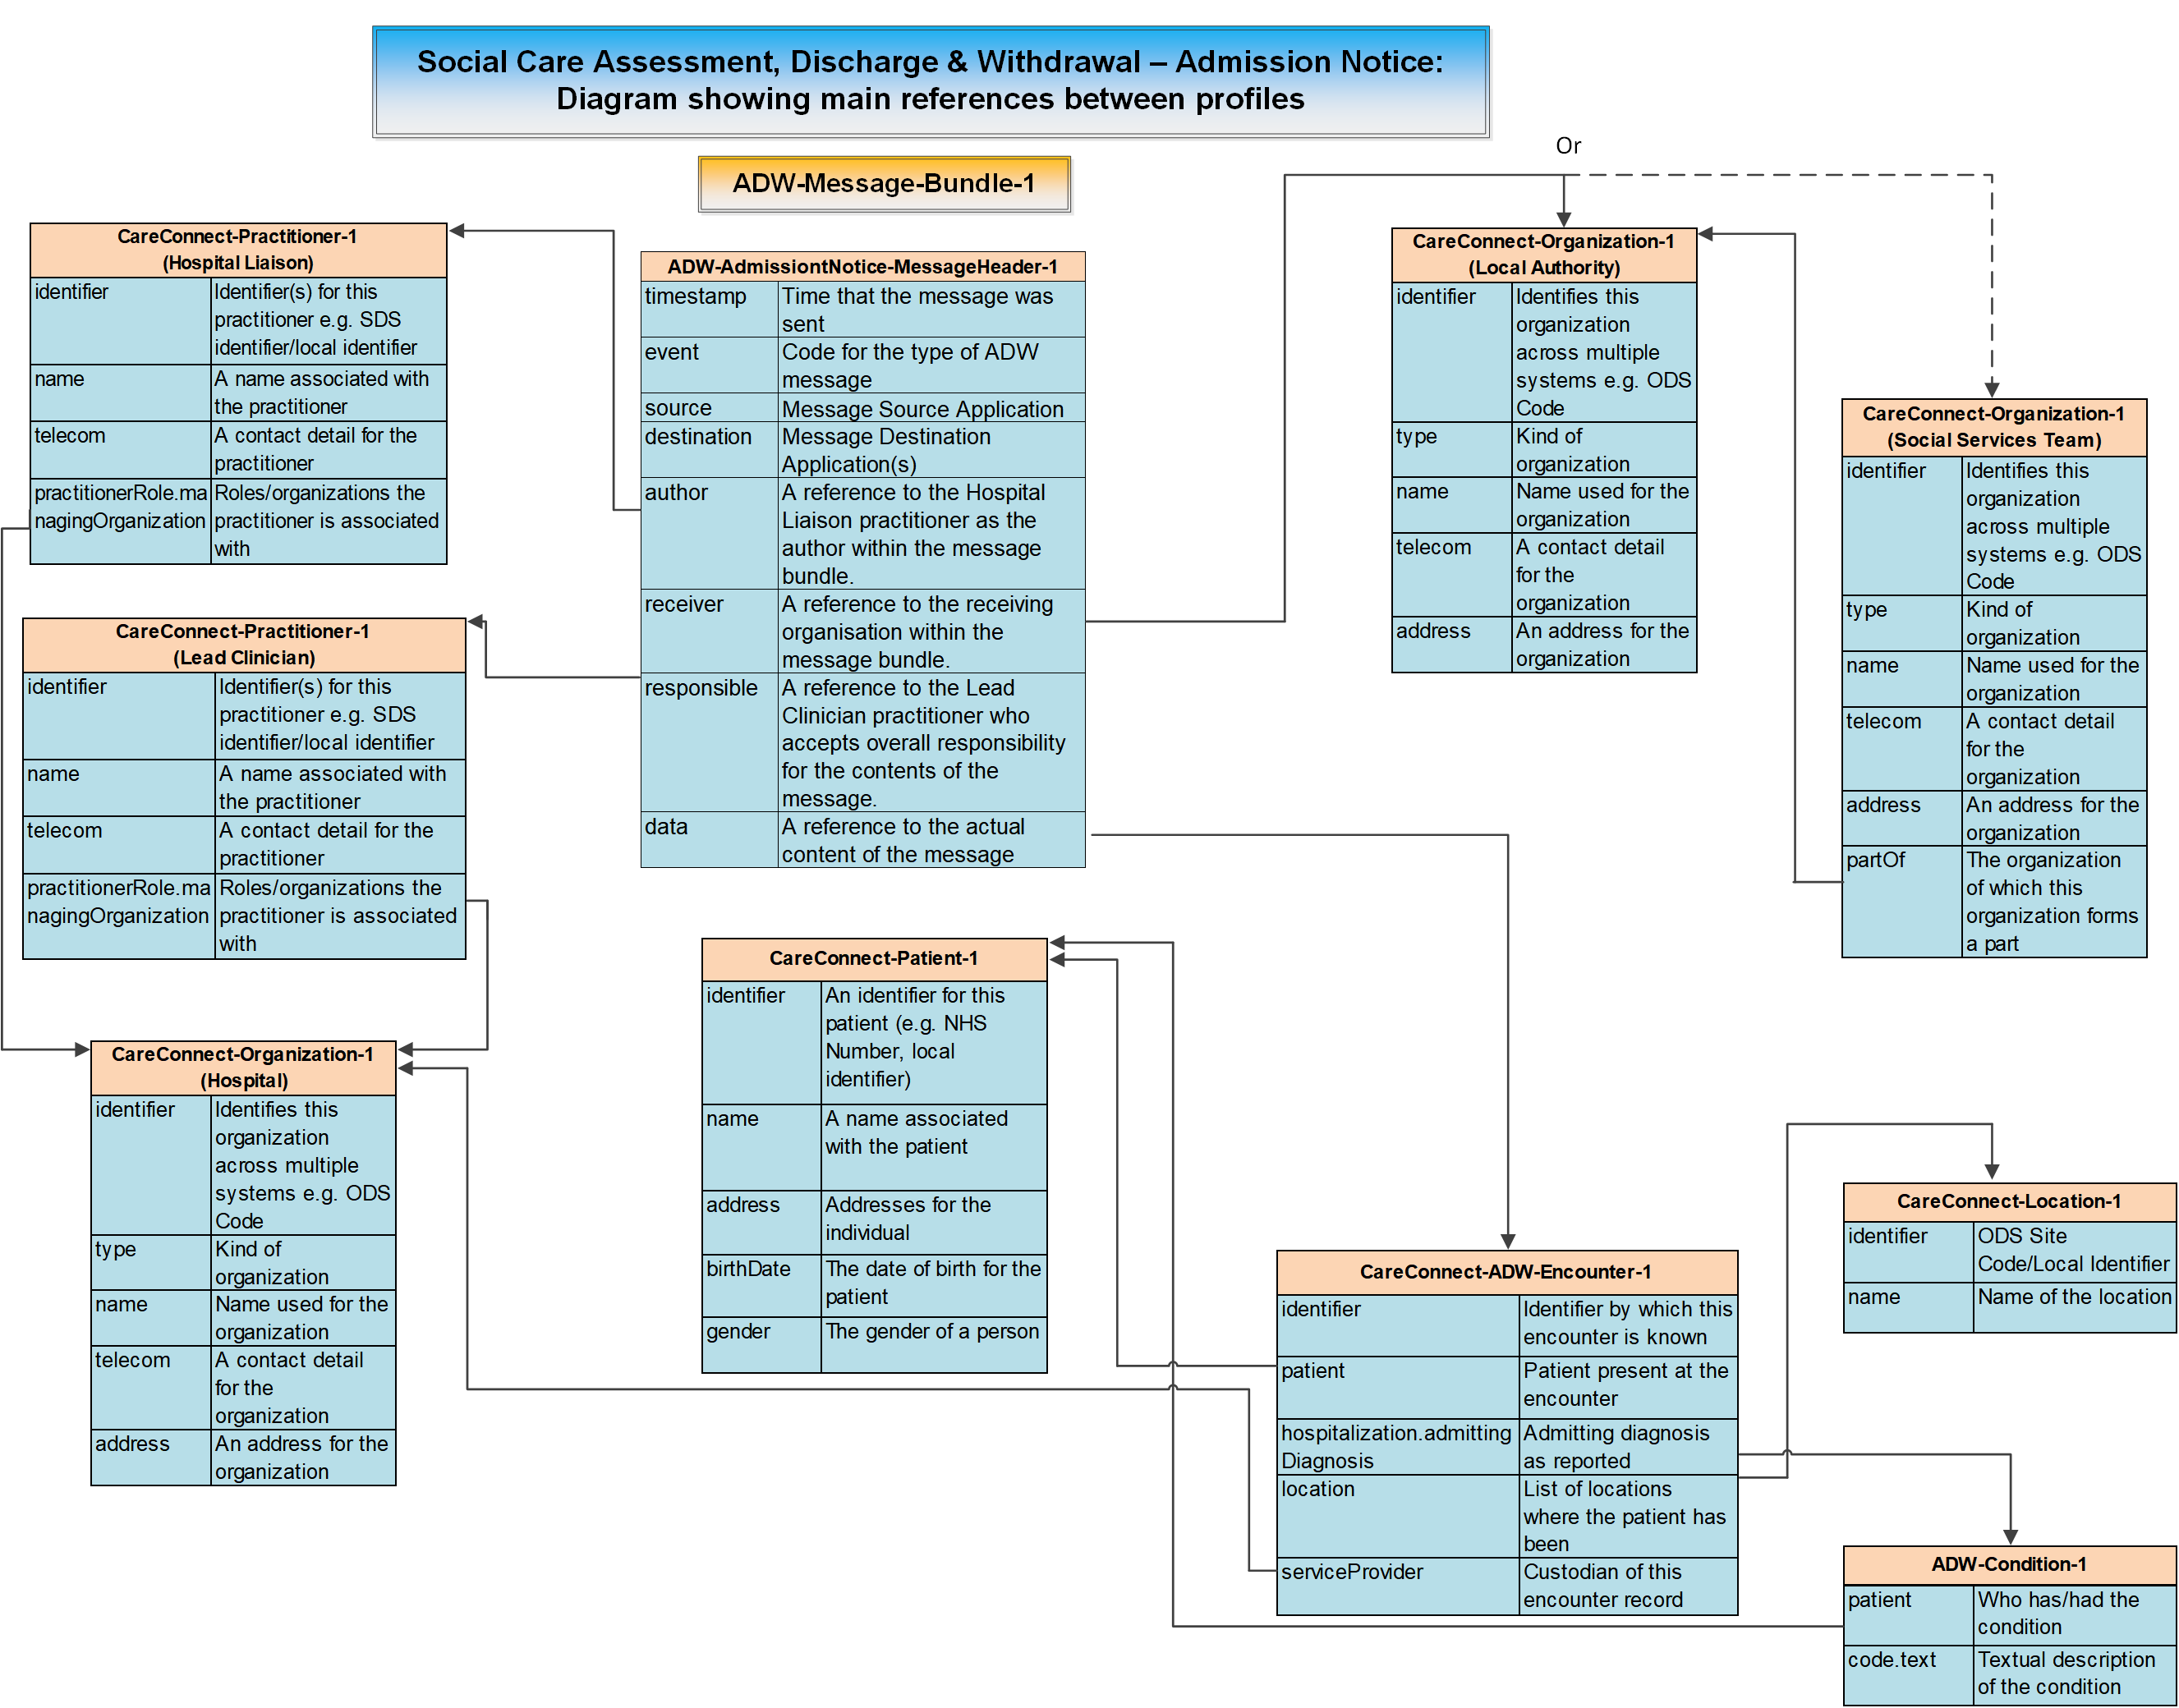 Social Care Assessment, Discharge & Withdrawal – Admission Notice:
Diagram showing main references between profiles
Or
ADW-Message-Bundle-1
CareConnect-Practitioner-1
(Hospital Liaison)
identifier
Identifier(s) for this
practitioner e.g. SDS
identifier/local identifier
name
A name associated with
the practitioner
telecom
A contact detail for the
practitioner
practitionerRole.ma
nagingOrganization
Roles/organizations the
practitioner is associated
with
ADW-AdmissiontNotice-MessageHeader-1
timestamp
Time that the message was
sent
event
Code for the type of ADW
message
source
Message Source Application
destination
Message Destination
Application(s)
author
A reference to the Hospital
Liaison practitioner as the
author within the message
bundle.
receiver
A reference to the receiving
organisation within the
message bundle.
responsible
A reference to the Lead
Clinician practitioner who
accepts overall responsibility
for the contents of the
message.
data
A reference to the actual
content of the message
CareConnect-Organization-1
(Local Authority)
identifier
Identifies this
organization
across multiple
systems e.g. ODS
Code
type
Kind of
organization
name
Name used for the
organization
telecom
A contact detail
for the
organization
address
An address for the
organization
CareConnect-Organization-1
(Social Services Team)
identifier
Identifies this
organization
across multiple
systems e.g. ODS
Code
type
Kind of
organization
name
Name used for the
organization
telecom
A contact detail
for the
organization
address
An address for the
organization
partOf
The organization
of which this
organization forms
a part
CareConnect-Practitioner-1
(Lead Clinician)
identifier
Identifier(s) for this
practitioner e.g. SDS
identifier/local identifier
name
A name associated with
the practitioner
telecom
A contact detail for the
practitioner
practitionerRole.ma
nagingOrganization
Roles/organizations the
practitioner is associated
with
CareConnect-Patient-1
identifier
An identifier for this
patient (e.g. NHS
Number, local
identifier)
name
A name associated
with the patient
address
Addresses for the
individual
birthDate
The date of birth for the
patient
gender
The gender of a person
CareConnect-Organization-1
(Hospital)
identifier
Identifies this
organization
across multiple
systems e.g. ODS
Code
type
Kind of
organization
name
Name used for the
organization
telecom
A contact detail
for the
organization
address
An address for the
organization
CareConnect-ADW-Encounter-1
identifier
Identifier by which this
encounter is known
patient
Patient present at the
encounter
hospitalization.admitting
Diagnosis
Admitting diagnosis
as reported
location
List of locations
where the patient has
been
serviceProvider
Custodian of this
encounter record
CareConnect-Location-1
identifier
ODS Site
Code/Local Identifier
name
Name of the location
ADW-Condition-1
patient
Who has/had the
condition
code.text
Textual description
of the condition